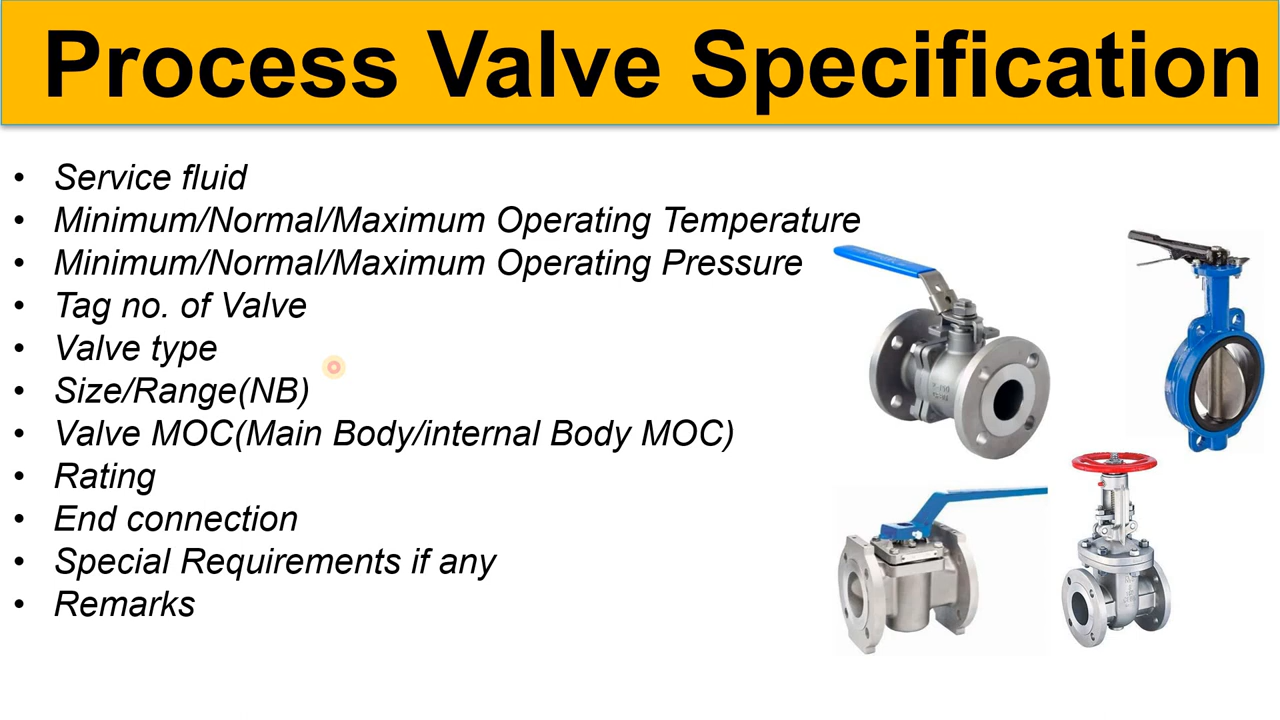 Process Valve Specification
• Service fluid
• Minimum/Normal/Maximum Operating Temperature
• Minimum/Normal/Maximum Operating Pressure
• Tag no. of Valve
• Valve type
• Size/Range(NB)
• Valve MOC(Main Body/internal Body MOC)
• Rating
• End connection
• Special Requirements if any
• Remarks